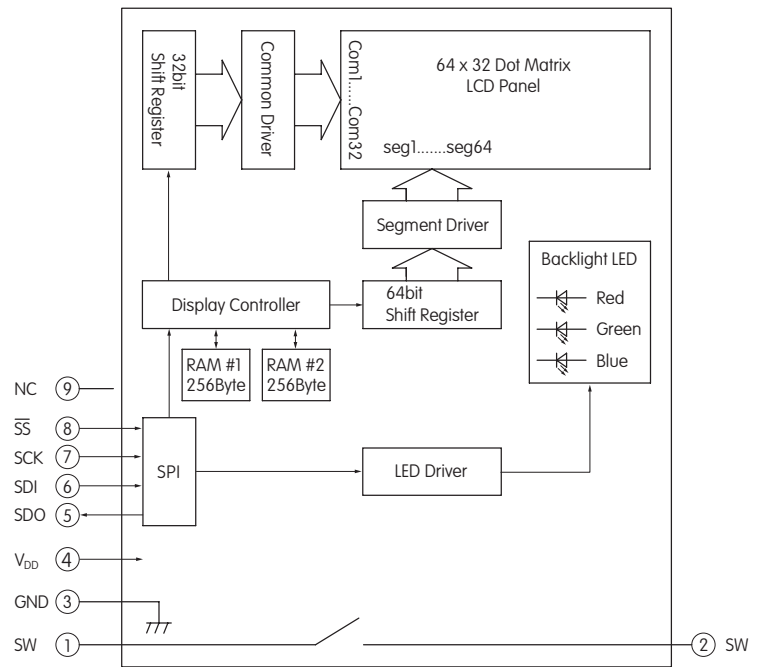 32bit
Shift Register
Common Driver
Com1.....Com32
64 x 32 Dot Matrix
LCD Panel
seg1.......seg64
Segment Driver
Backlight LED
Red
Green
Blue
Display Controller
64bit
Shift Register
RAM #1
256Byte
RAM #2
256Byte
NC 9
S̅S̅ 8
SCK 7
SDI 6
SDO 5
SPI
LED Driver
VDD 4
GND 3
SW 1
2 SW